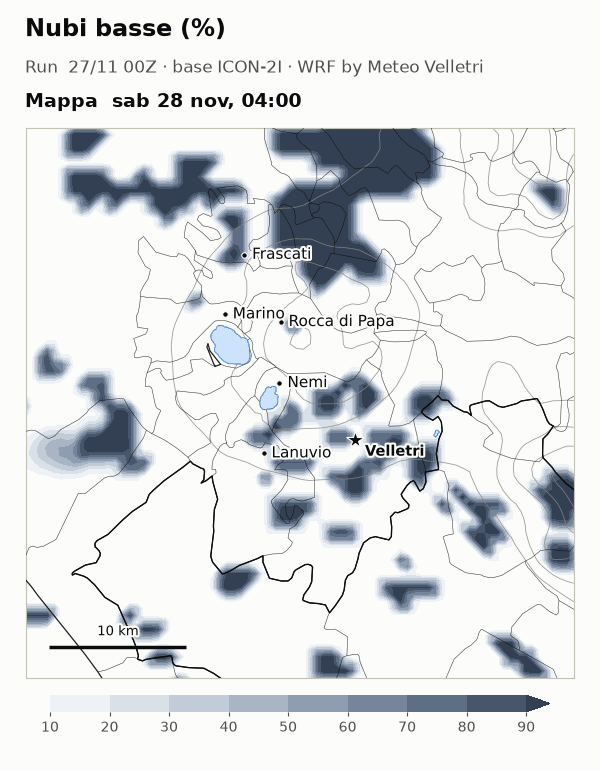 Nubi basse (%)
Run  27/11 00Z · base ICON-2I · WRF by Meteo Velletri
Mappa  sab 28 nov, 04:00
Frascati
Marino
Rocca di Papa
Nemi
Velletri
Lanuvio
10 km
10 20 30 40 50 60 70 80 90